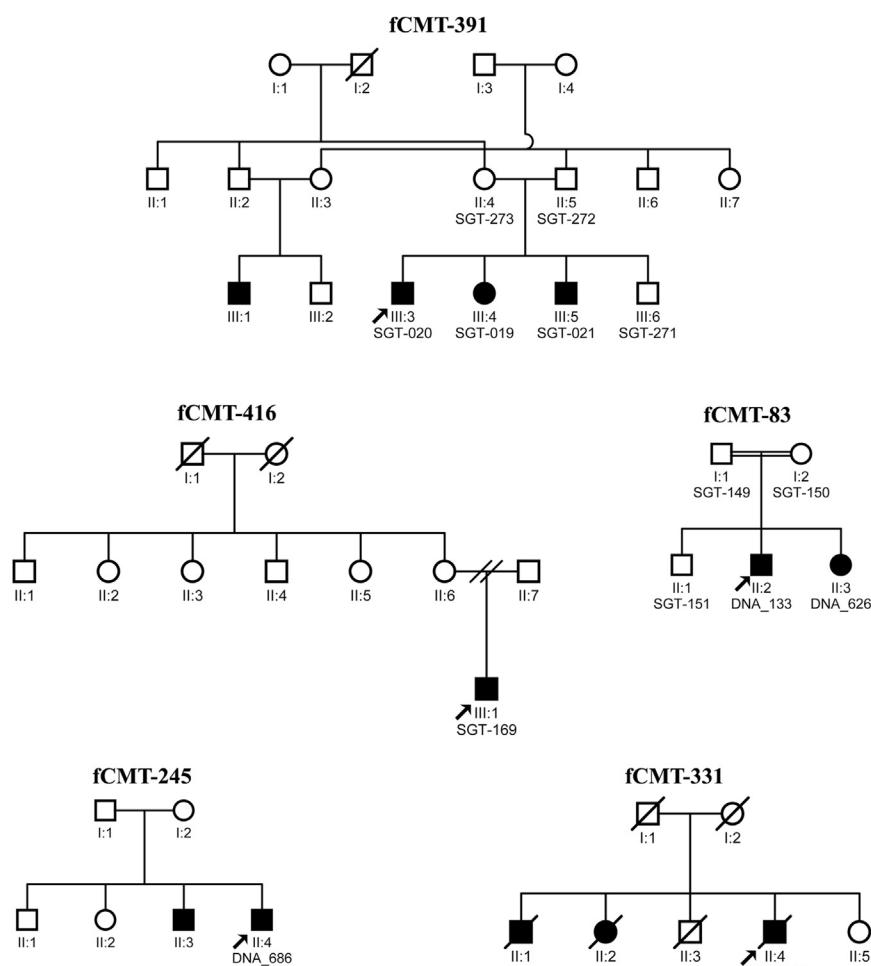 fCMT-391
I:1 I:2 I:3 I:4
II:1 II:2 II:3 II:4 II:5 II:6 II:7
SGT-273 SGT-272
III:1 III:2 III:3 III:4 III:5 III:6
SGT-020 SGT-019 SGT-021 SGT-271
fCMT-416
I:1 I:2
II:1 II:2 II:3 II:4 II:5 II:6 II:7
III:1
SGT-169
fCMT-83
I:1 I:2
SGT-149 SGT-150
II:1 II:2 II:3
SGT-151 DNA_133 DNA_626
fCMT-245
I:1 I:2
II:1 II:2 II:3 II:4
DNA_686
fCMT-331
I:1 I:2
II:1 II:2 II:3 II:4 II:5